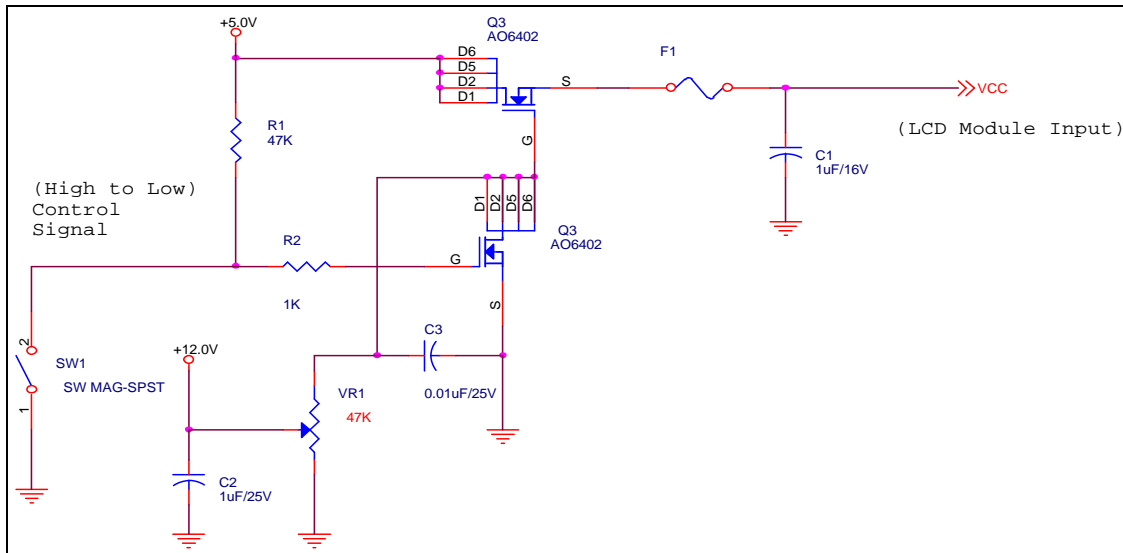 +5.0V
Q3
AO6402
D6
D5
D2
D1
S
G
F1
VCC
(LCD Module Input)
R1
47K
C1
1uF/16V
(High to Low)
Control
Signal
D1
D2
D5
D6
Q3
AO6402
R2
1K
G
S
2
SW1
SW MAG-SPST
1
+12.0V
C3
0.01uF/25V
VR1
47K
C2
1uF/25V